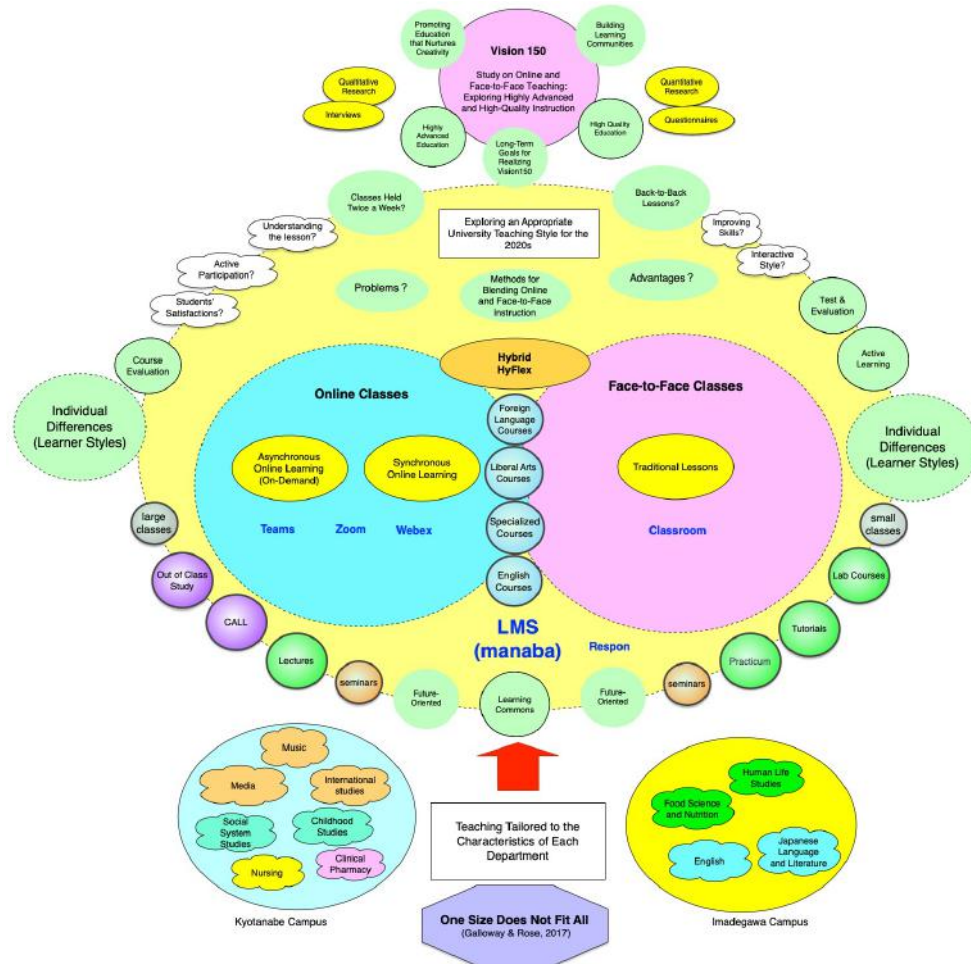 Promoting
Education
that Nurtures
Creativity
Building
Learning
Communities
Vision 150
Study on Online and
Face-to-Face Teaching:
Exploring Highly Advanced
and High-Quality Instruction
Qualitative
Research
Interviews
Quantitative
Research
Questionnaires
Highly
Advanced
Education
High Quality
Education
Long-Term
Goals for
Realizing
Vision150
Classes Held
Twice a Week?
Back-to-Back
Lessons?
Exploring an Appropriate
University Teaching Style for the
2020s
Understanding
the lesson?
Improving
Skills?
Active
Participation?
Interactive
Style?
Students'
Satisfactions?
Problems ?
Methods for
Blending Online
and Face-to-Face
Instruction
Advantages ?
Test &
Evaluation
Course
Evaluation
Active
Learning
Hybrid
HyFlex
Individual
Differences
(Learner Styles)
Online Classes
Face-to-Face Classes
Individual
Differences
(Learner Styles)
Foreign
Language
Courses
Asynchronous
Online Learning
(On-Demand)
Synchronous
Online Learning
Liberal Arts
Courses
Traditional Lessons
large
classes
Teams
Zoom
Webex
Specialized
Courses
Classroom
small
classes
Out of Class
Study
English
Courses
Lab Courses
CALL
LMS
(manaba)
Respon
Tutorials
Lectures
Practicum
seminars
seminars
Future-
Oriented
Learning
Commons
Future-
Oriented
Music
Media
International
studies
Social
System
Studies
Childhood
Studies
Nursing
Clinical
Pharmacy
Kyotanabe Campus
Teaching Tailored to the
Characteristics of Each
Department
Human Life
Studies
Food Science
and Nutrition
English
Japanese
Language
and Literature
Imadegawa Campus
One Size Does Not Fit All
(Galloway & Rose, 2017)